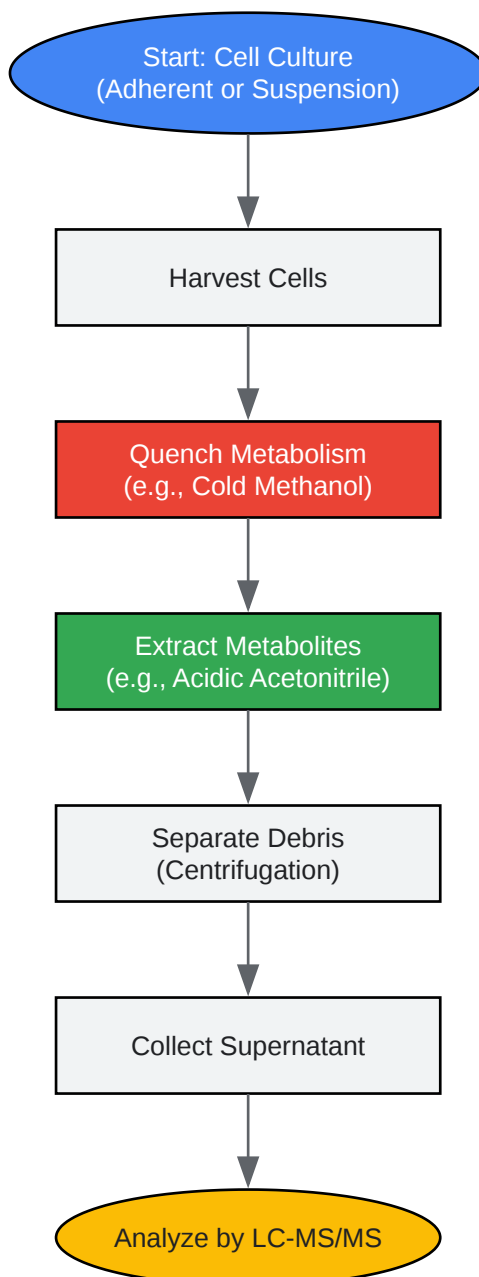 Start: Cell Culture
(Adherent or Suspension)
Harvest Cells
Quench Metabolism
(e.g., Cold Methanol)
Extract Metabolites
(e.g., Acidic Acetonitrile)
Separate Debris
(Centrifugation)
Collect Supernatant
Analyze by LC-MS/MS